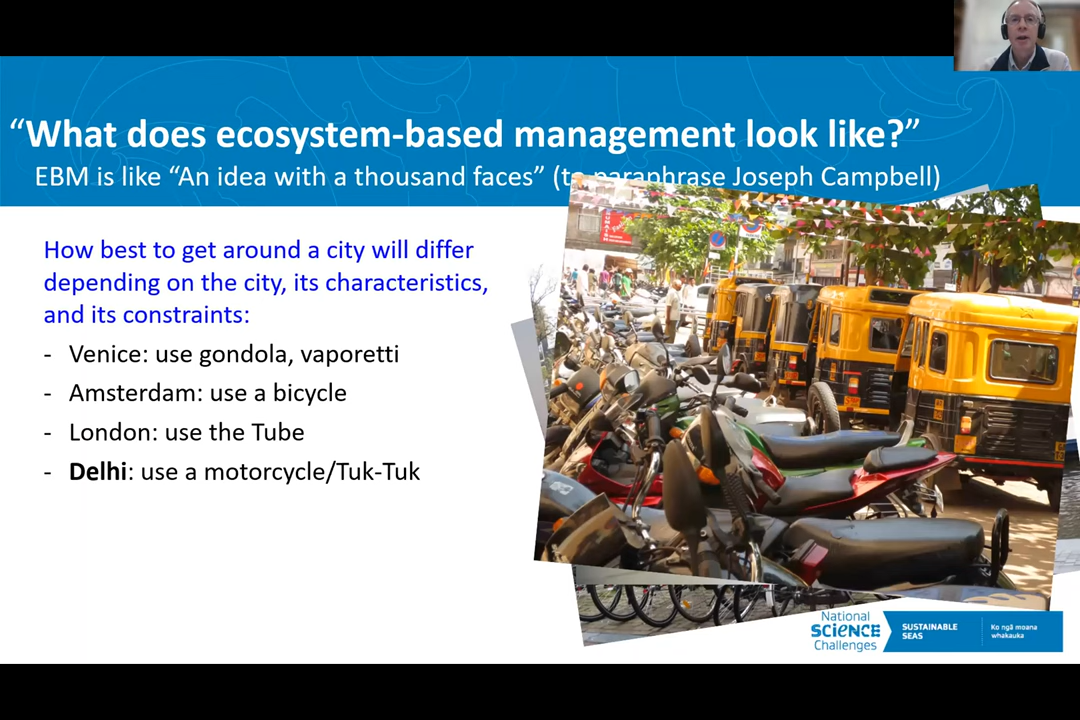 “What does ecosystem-based management look like?”
EBM is like “An idea with a thousand faces” (to paraphrase Joseph Campbell)
How best to get around a city will differ
depending on the city, its characteristics,
and its constraints:
- Venice: use gondola, vaporetti
- Amsterdam: use a bicycle
- London: use the Tube
- Delhi: use a motorcycle/Tuk-Tuk
National
SCIENCE
Challenges
SUSTAINABLE
SEAS
Ko ngā moana
whakauka